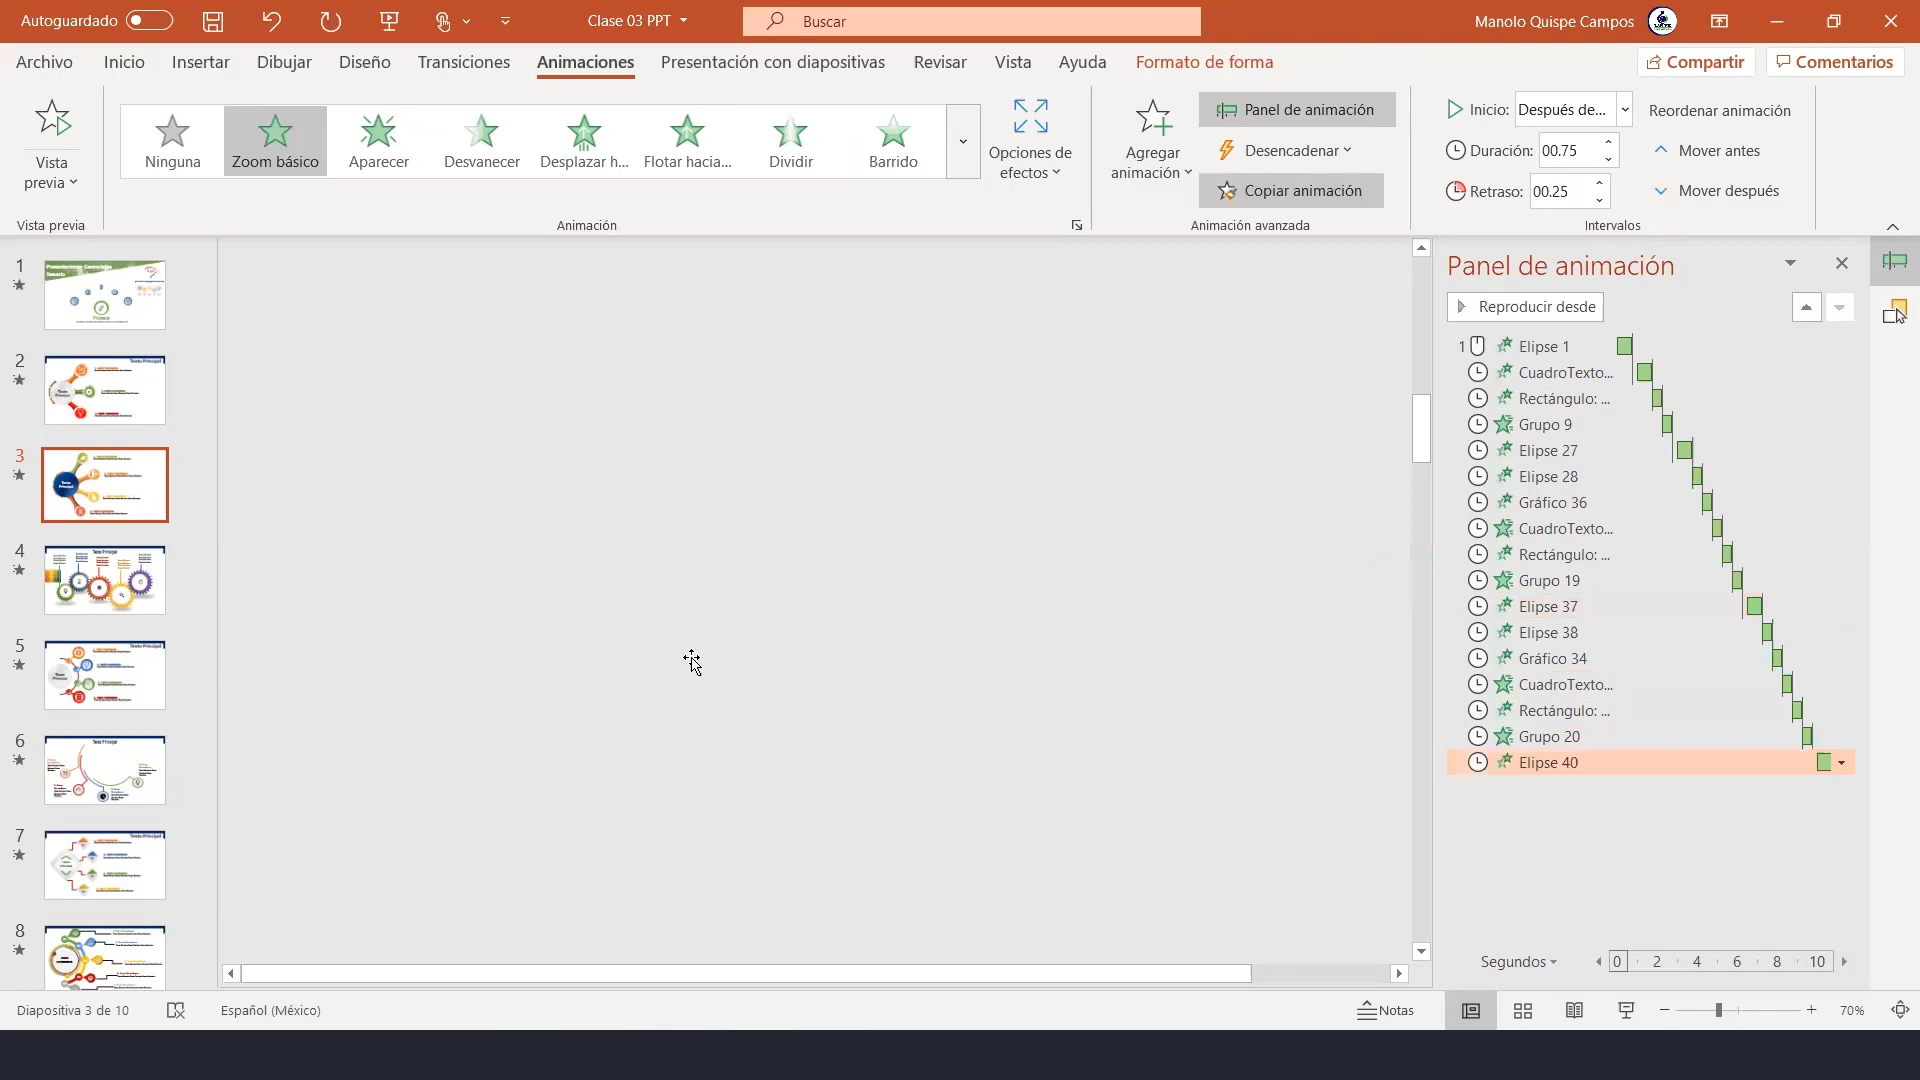 Autoguardado
Clase 03 PPT
Buscar
Manolo Quispe Campos
Archivo
Inicio
Insertar
Dibujar
Diseño
Transiciones
Animaciones
Presentación con diapositivas
Revisar
Vista
Ayuda
Formato de forma
Compartir
Comentarios
Vista
previa
Vista previa
Ninguna
Zoom básico
Aparecer
Desvanecer
Desplazar h...
Flotar hacia...
Dividir
Barrido
Animación
Opciones de
efectos
Agregar
animación
Panel de animación
Desencadenar
Copiar animación
Animación avanzada
Inicio: Después de...
Duración: 00.75
Retraso: 00.25
Reordenar animación
Mover antes
Mover después
Intervalos
1
2
3
4
5
6
7
8
Texto Principal
Panel de animación
Reproducir desde
1 Elipse 1
CuadroTexto...
Rectángulo: ...
Grupo 9
Elipse 27
Elipse 28
Gráfico 36
CuadroTexto...
Rectángulo: ...
Grupo 19
Elipse 37
Elipse 38
Gráfico 34
CuadroTexto...
Rectángulo: ...
Grupo 20
Elipse 40
Segundos
0 2 4 6 8 10
Diapositiva 3 de 10
Español (México)
Notas
70%